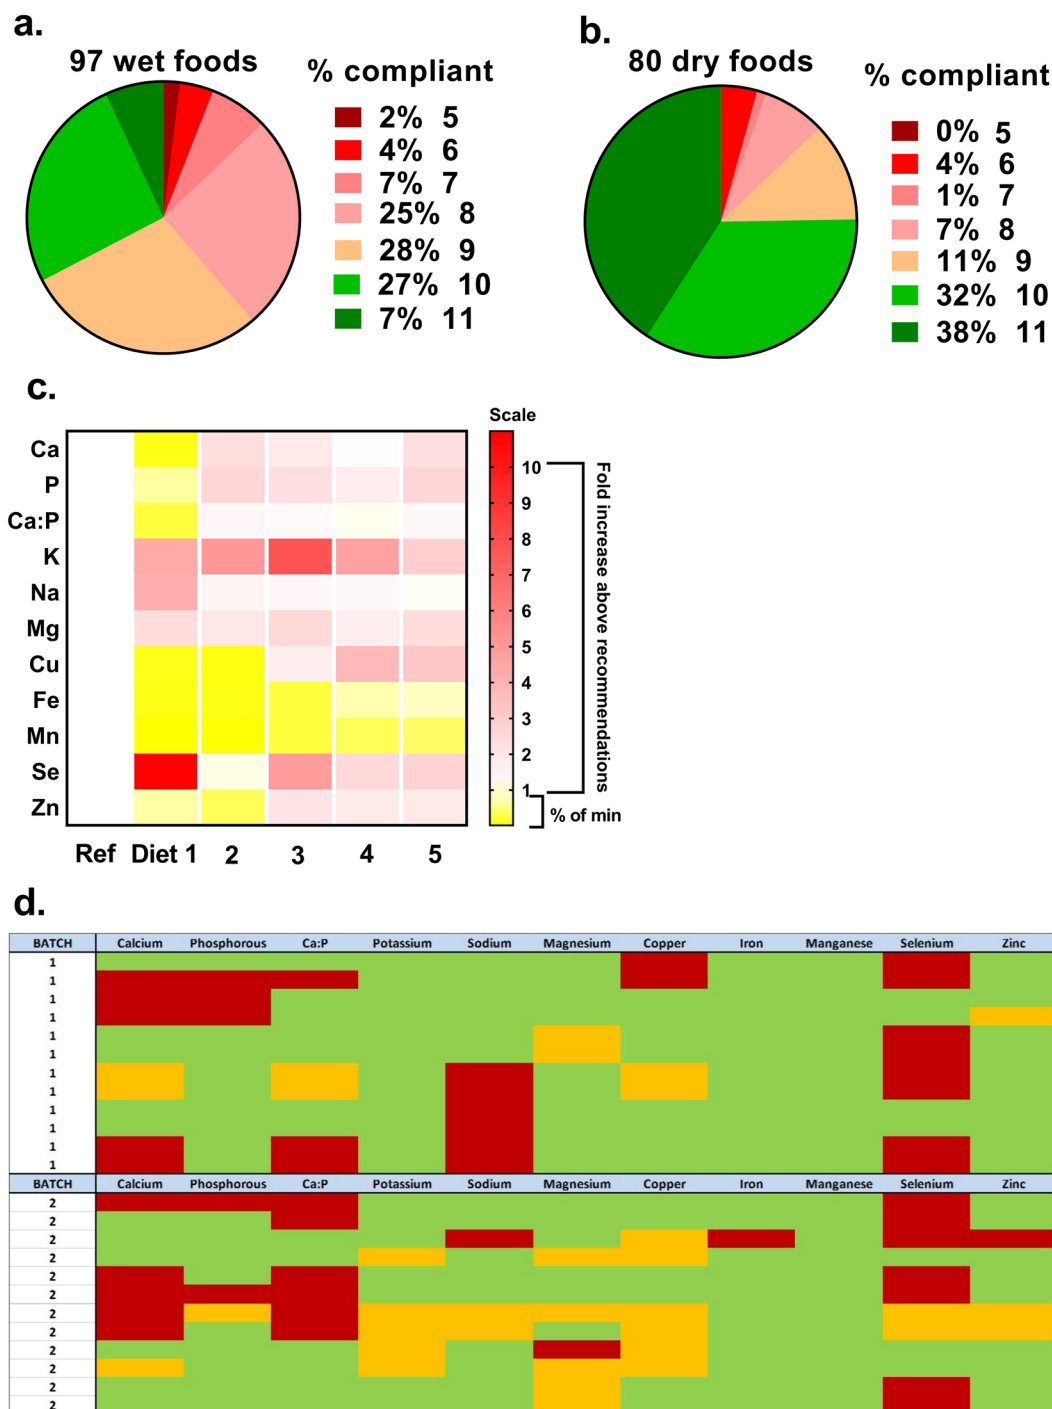 a.
97 wet foods
% compliant
2% 5
4% 6
7% 7
25% 8
28% 9
27% 10
7% 11
b.
80 dry foods
% compliant
0% 5
4% 6
1% 7
7% 8
11% 9
32% 10
38% 11
c.
Ca
P
Ca:P
K
Na
Mg
Cu
Fe
Mn
Se
Zn
Ref Diet 1 2 3 4 5
Scale
10
9
8
7
6
5
4
3
2
1
Fold increase above recommendations
% of min
d.
BATCH Calcium Phosphorous Ca:P Potassium Sodium Magnesium Copper Iron Manganese Selenium Zinc
1
1
1
1
1
1
1
1
1
1
1
1
BATCH Calcium Phosphorous Ca:P Potassium Sodium Magnesium Copper Iron Manganese Selenium Zinc
2
2
2
2
2
2
2
2
2
2
2
2